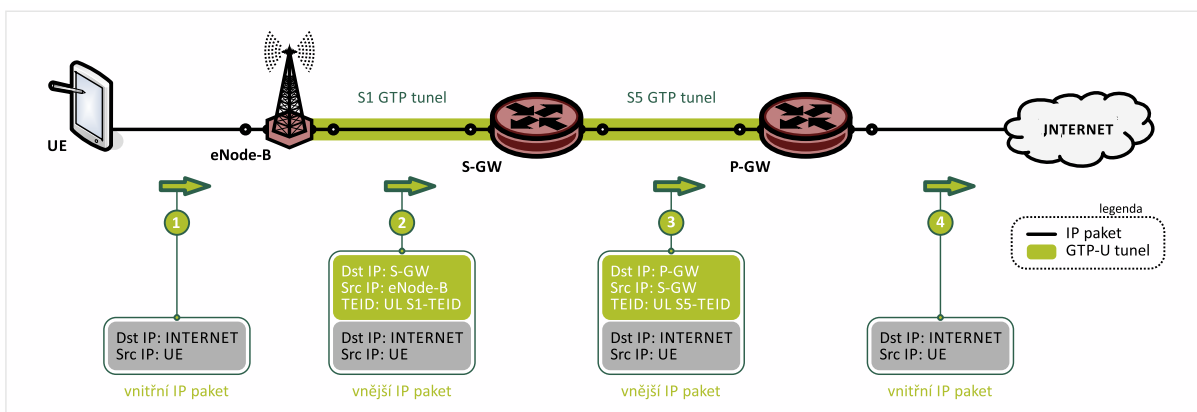 S1 GTP tunel
S5 GTP tunel
UE
eNode-B
S-GW
P-GW
INTERNET
1
2
3
4
legenda
IP paket
GTP-U tunel
Dst IP: INTERNET
Src IP: UE
vnitřní IP paket
Dst IP: S-GW
Src IP: eNode-B
TEID: UL S1-TEID
Dst IP: INTERNET
Src IP: UE
vnější IP paket
Dst IP: P-GW
Src IP: S-GW
TEID: UL S5-TEID
Dst IP: INTERNET
Src IP: UE
vnější IP paket
Dst IP: INTERNET
Src IP: UE
vnitřní IP paket